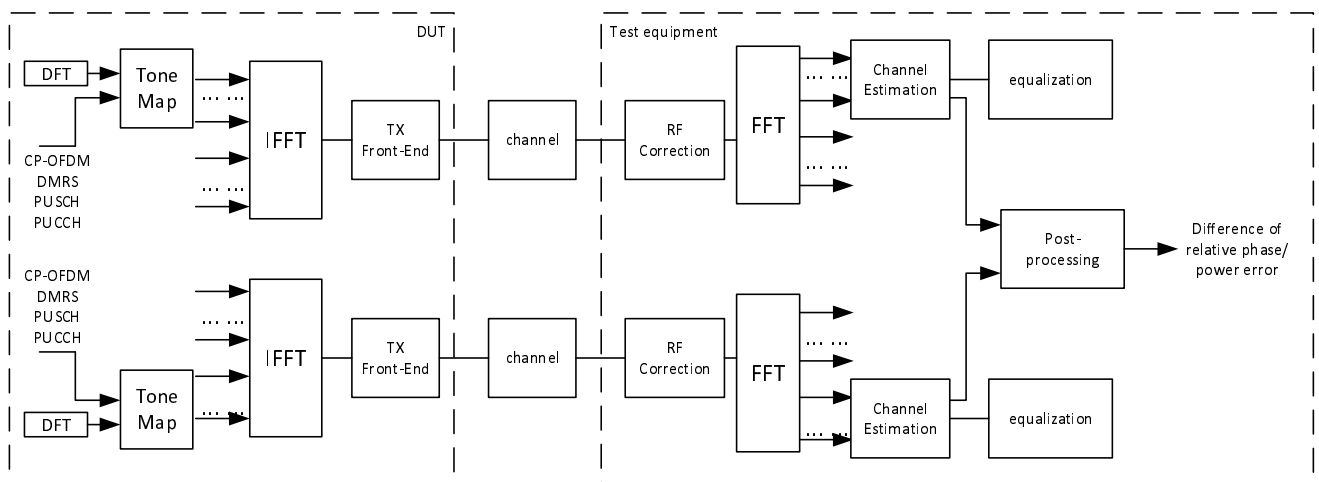 DUT
Test equipment
DFT
Tone
Map
... ...
... ...
IFFT
TX
Front-End
channel
RF
Correction
FFT
... ...
... ...
Channel
Estimation
equalization
CP-OFDM
DMRS
PUSCH
PUCCH
Post-
processing
Difference of
relative phase/
power error
CP-OFDM
DMRS
PUSCH
PUCCH
DFT
Tone
Map
... ...
... ...
IFFT
TX
Front-End
channel
RF
Correction
FFT
... ...
... ...
Channel
Estimation
equalization